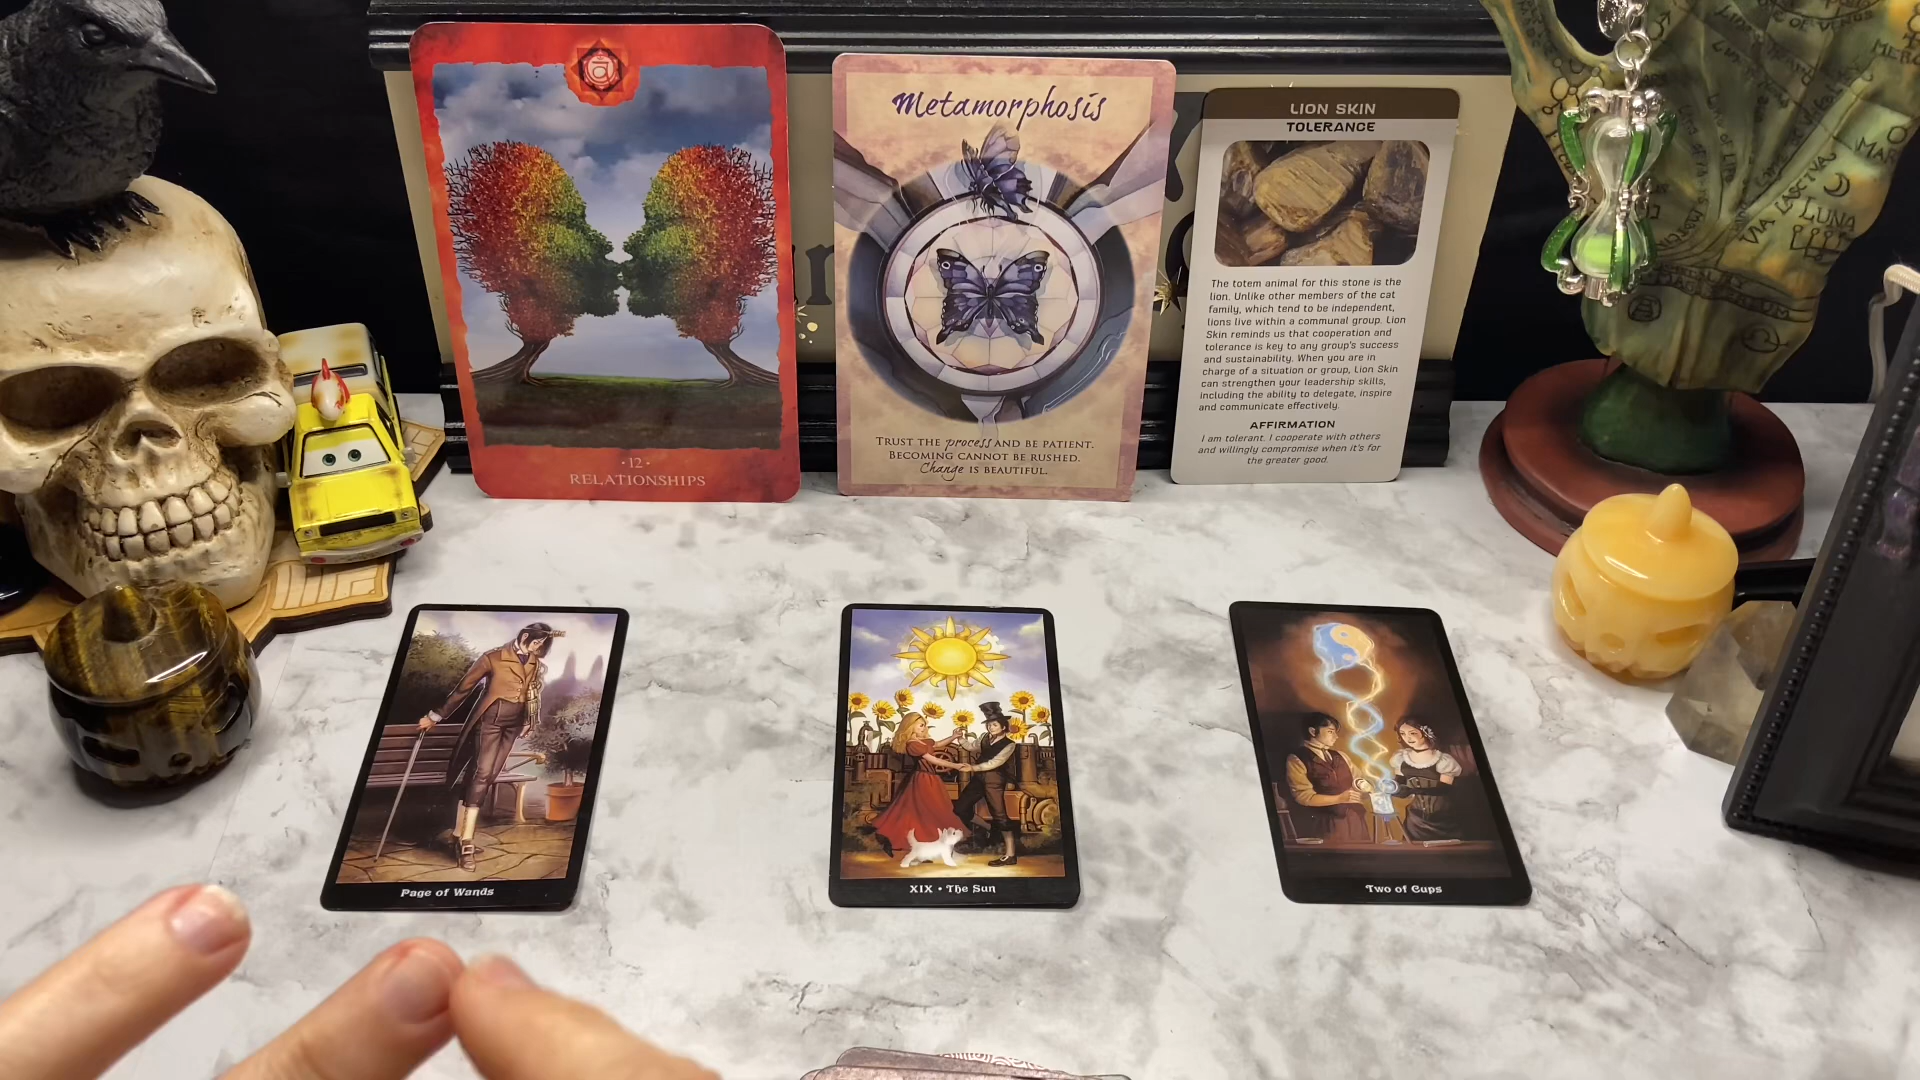 12
RELATIONSHIPS
Metamorphosis
TRUST THE process AND BE PATIENT.
BECOMING CANNOT BE RUSHED.
Change IS BEAUTIFUL.
LION SKIN
TOLERANCE
The totem animal for this stone is the
lion. Unlike other members of the cat
family, which tend to be independent,
lions live within a communal group. Lion
Skin reminds us that cooperation and
tolerance is key to any group's success
and sustainability. When you are in
charge of a situation or group, Lion Skin
can strengthen your leadership skills,
including the ability to delegate, inspire
and communicate effectively.
AFFIRMATION
I am tolerant. I cooperate with others
and willingly compromise when it's for
the greater good.
VIA LASCIVA
LUNA
Page of Wands
XIX • The Sun
Two of Cups